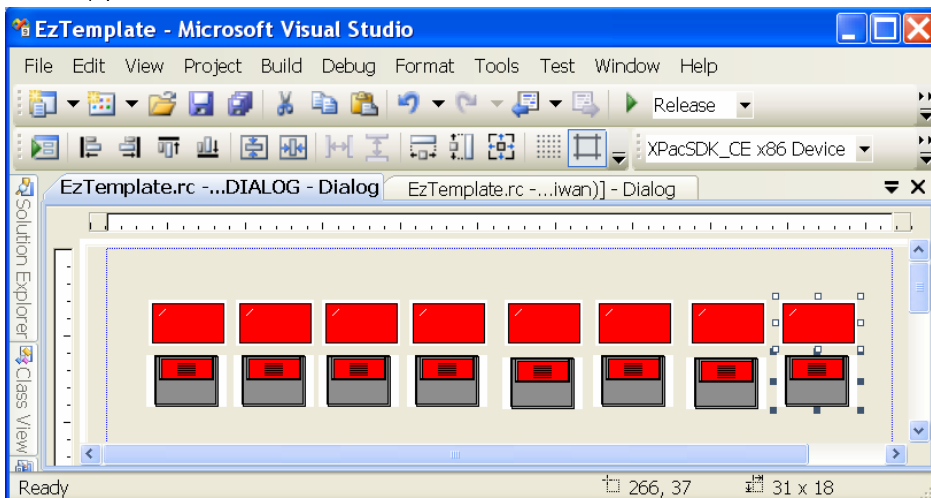 EzTemplate - Microsoft Visual Studio
File Edit View Project Build Debug Format Tools Test Window Help
Release
XPacSDK_CE x86 Device
EzTemplate.rc -...DIALOG - Dialog EzTemplate.rc -...iwan)] - Dialog
Solution Explorer
Class View
Ready 266, 37 31 x 18